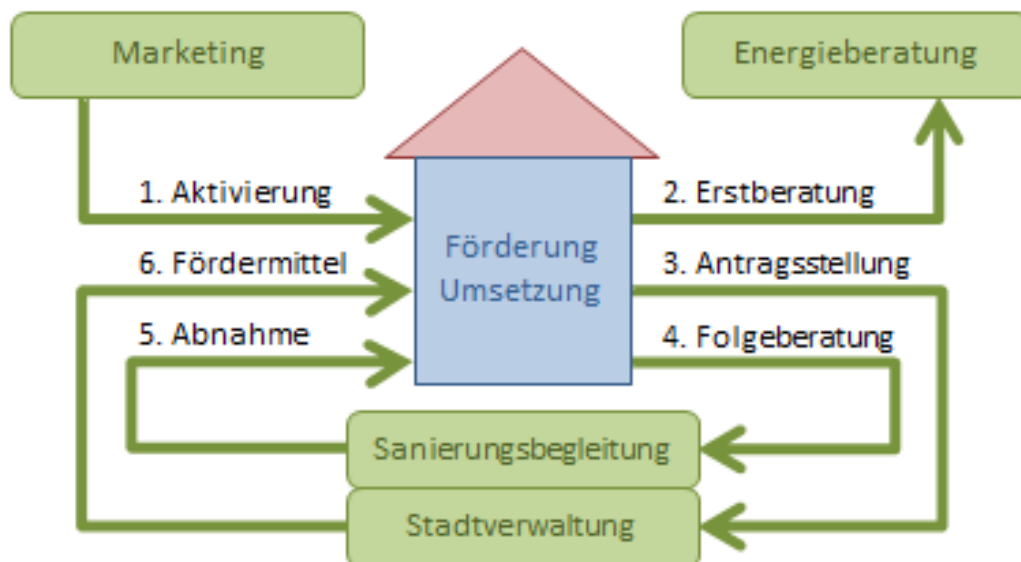 Marketing
Energieberatung
1. Aktivierung
2. Erstberatung
Förderung
Umsetzung
6. Fördermittel
3. Antragsstellung
5. Abnahme
4. Folgeberatung
Sanierungsbegleitung
Stadtverwaltung